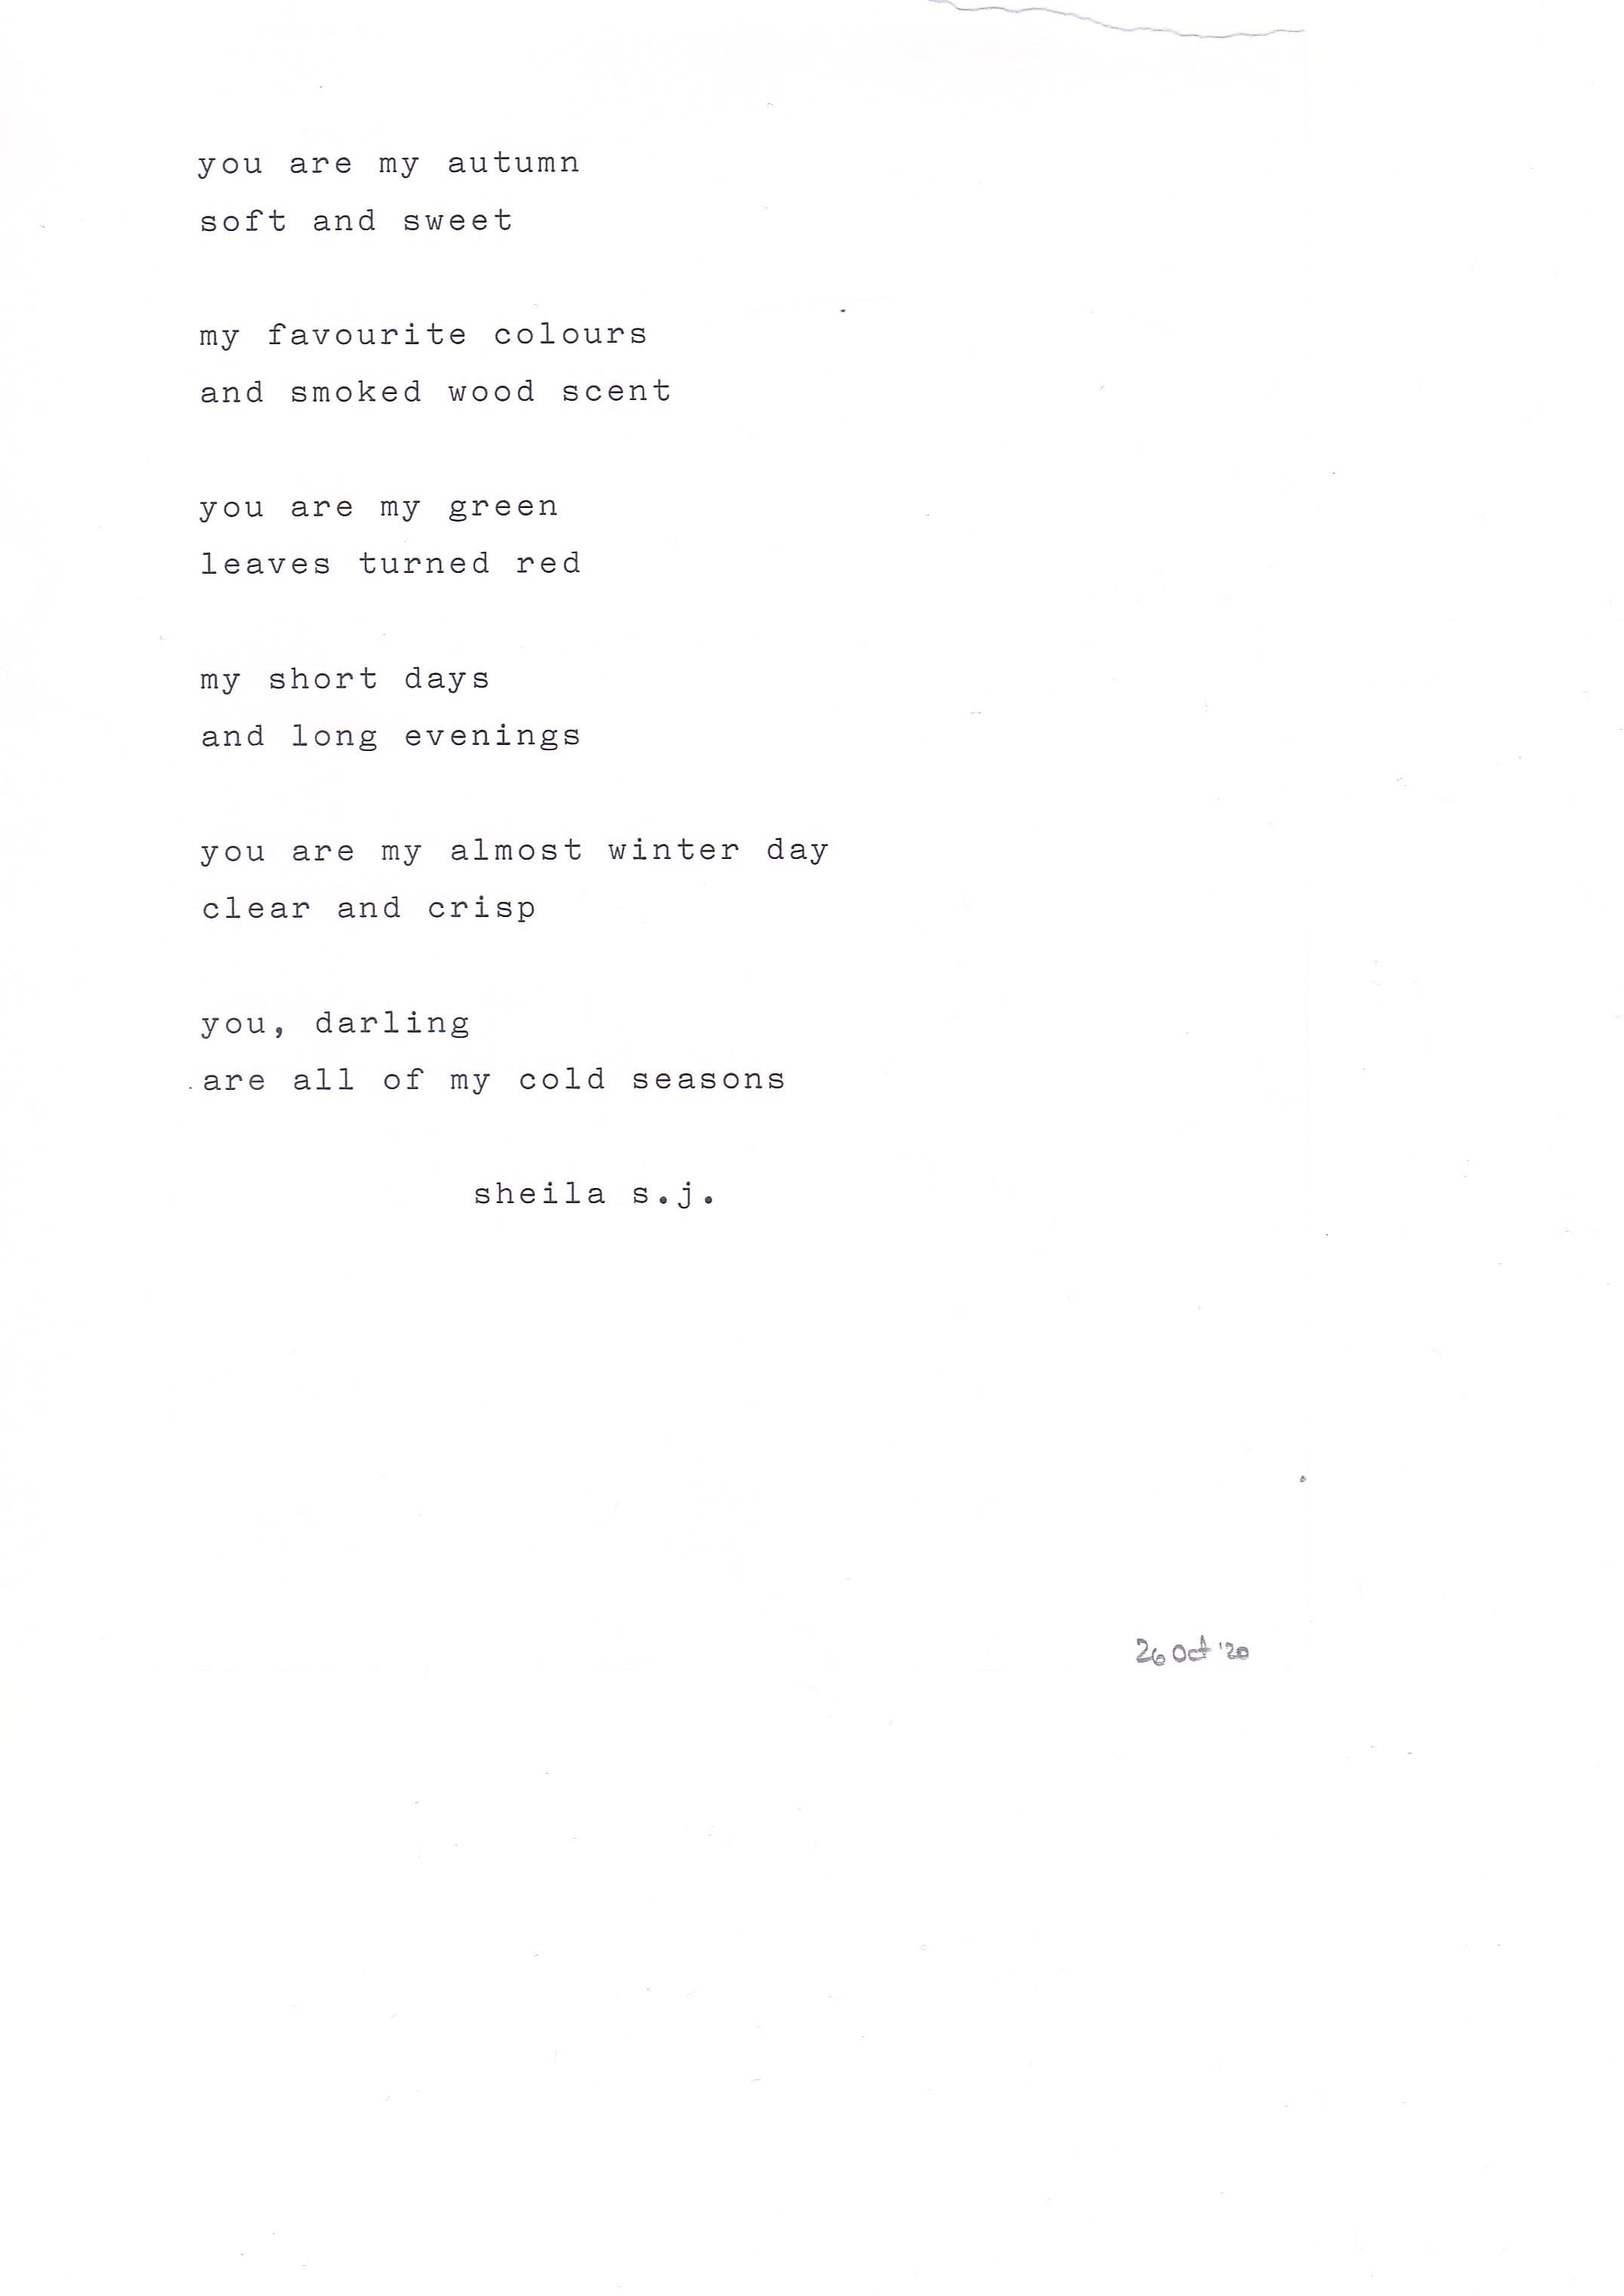 you are my autumn
soft and sweet
my favourite colours
and smoked wood scent
you are my green
leaves turned red
my short days
and long evenings
you are my almost winter day
clear and crisp
you, darling
are all of my cold seasons
sheila s.j.
26 Oct '20